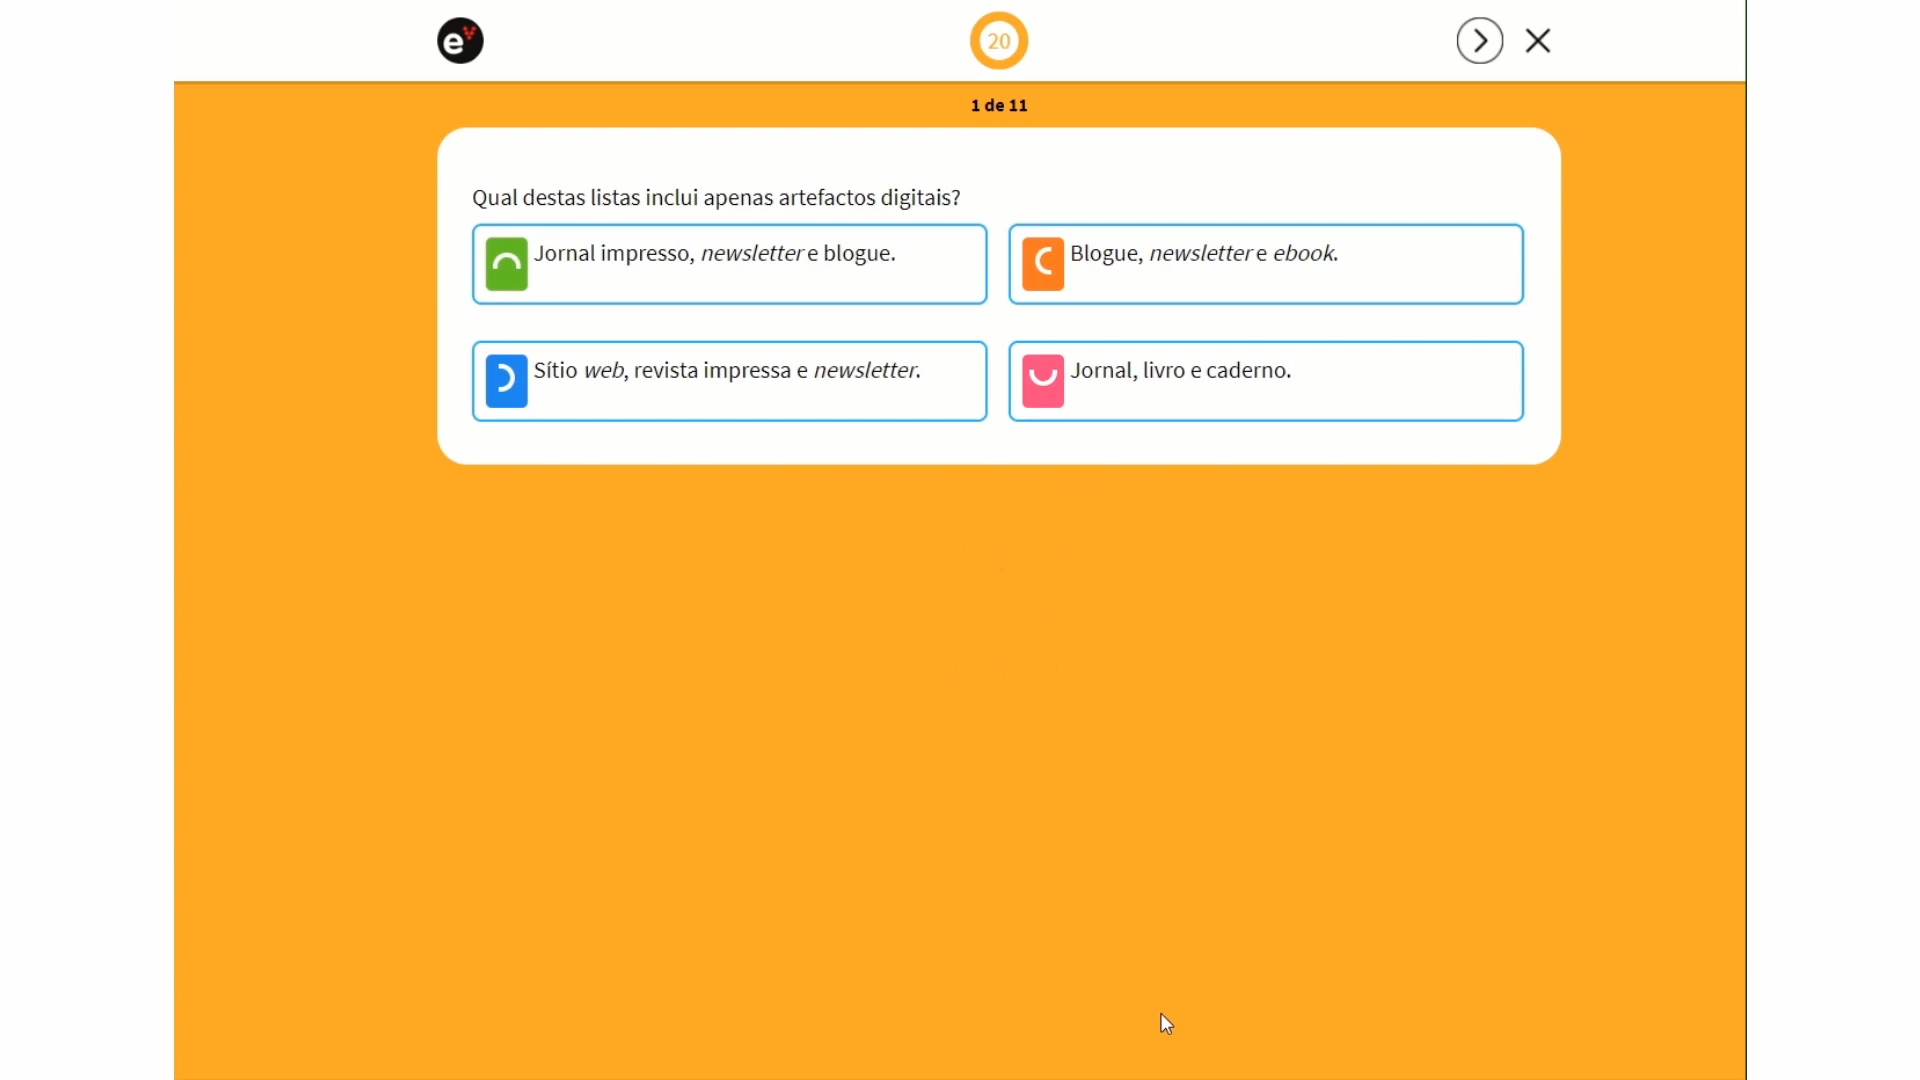 e
20
1 de 11
Qual destas listas inclui apenas artefactos digitais?
Jornal impresso, newsletter e blogue.
Blogue, newsletter e ebook.
Sítio web, revista impressa e newsletter.
Jornal, livro e caderno.